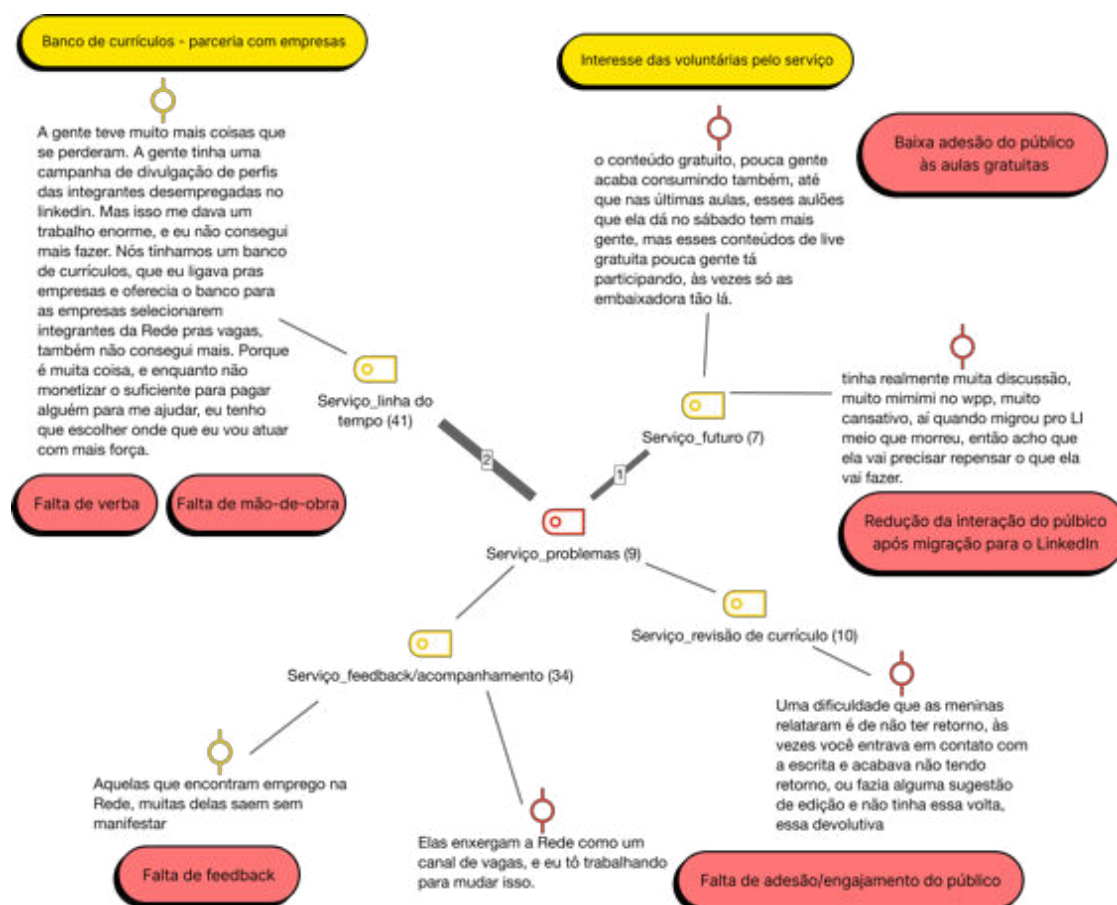 Banco de currículos - parceria com empresas
A gente teve muito mais coisas que
se perderam. A gente tinha uma
campanha de divulgação de perfis
das integrantes desempregadas no
linkedin. Mas isso me dava um
trabalho enorme, e eu não consegui
mais fazer. Nós tínhamos um banco
de currículos, que eu ligava pras
empresas e oferecia o banco para
as empresas selecionarem
integrantes da Rede pras vagas,
também não consegui mais. Porque
é muita coisa, e enquanto não
monetizar o suficiente para pagar
alguém para me ajudar, eu tenho
que escolher onde que eu vou atuar
com mais força.
Falta de verba
Falta de mão-de-obra
Serviço_linha do
tempo (41)
Interesse das voluntárias pelo serviço
o conteúdo gratuito, pouca gente
acaba consumindo também, até
que nas últimas aulas, esses aulões
que ela dá no sábado tem mais
gente, mas esses conteúdos de live
gratuita pouca gente tá
participando, às vezes só as
embaixadora tão lá.
Baixa adesão do público
às aulas gratuitas
Serviço_futuro (7)
tinha realmente muita discussão,
muito mimimi no wpp, muito
cansativo, aí quando migrou pro LI
meio que morreu, então acho que
ela vai precisar repensar o que ela
vai fazer.
Redução da interação do púlbico
após migração para o LinkedIn
2
1
Serviço_problemas (9)
Serviço_feedback/acompanhamento (34)
Serviço_revisão de currículo (10)
Aquelas que encontram emprego na
Rede, muitas delas saem sem
manifestar
Falta de feedback
Elas enxergam a Rede como um
canal de vagas, e eu tô trabalhando
para mudar isso.
Uma dificuldade que as meninas
relataram é de não ter retorno, às
vezes você entrava em contato com
a escrita e acabava não tendo
retorno, ou fazia alguma sugestão
de edição e não tinha essa volta,
essa devolutiva
Falta de adesão/engajamento do público